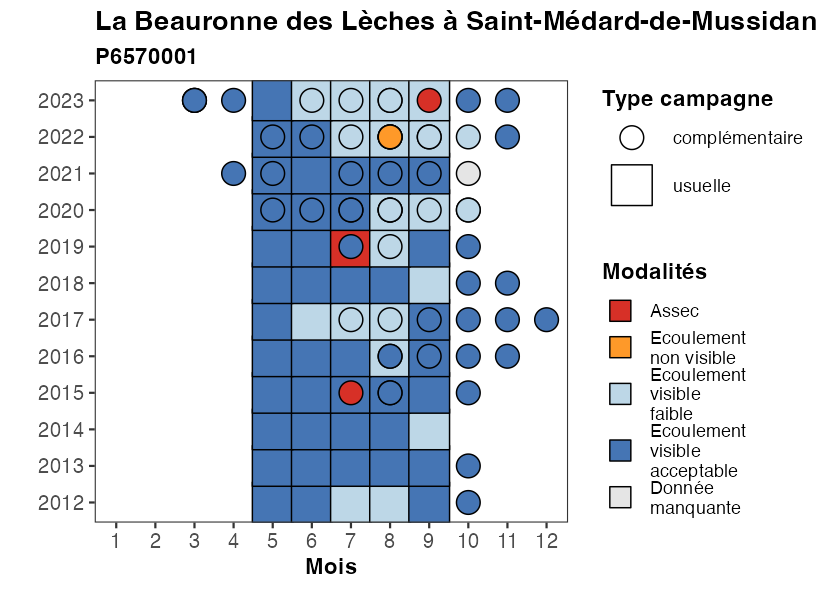 La Beauronne des Lèches à Saint-Médard-de-Mussidan
P6570001
2023
2022
2021
2020
2019
2018
2017
2016
2015
2014
2013
2012
1 2 3 4 5 6 7 8 9 10 11 12
Mois
Type campagne
complémentaire
usuelle
Modalités
Assec
Ecoulement
non visible
Ecoulement
visible
faible
Ecoulement
visible
acceptable
Donnée
manquante